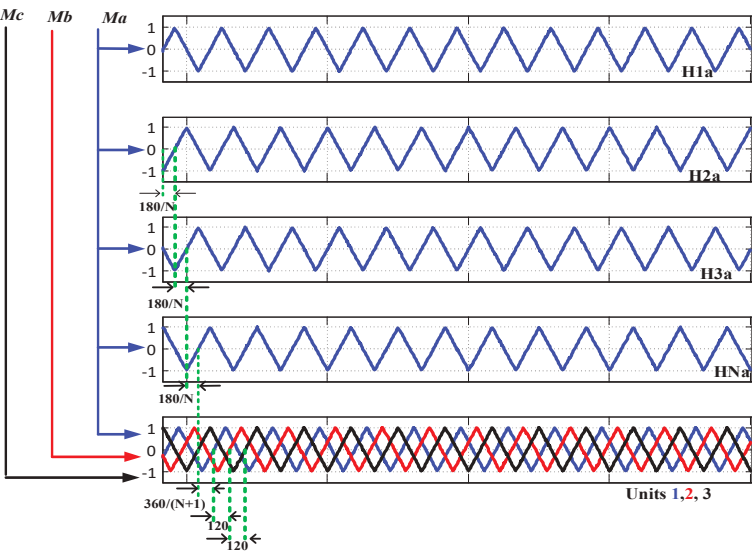 Mc Mb Ma
1
0
-1
H1a
1
0
-1
H2a
180/N
1
0
-1
H3a
180/N
1
0
-1
HNa
180/N
1
0
-1
Units 1,2, 3
360/(N+1)
120
120